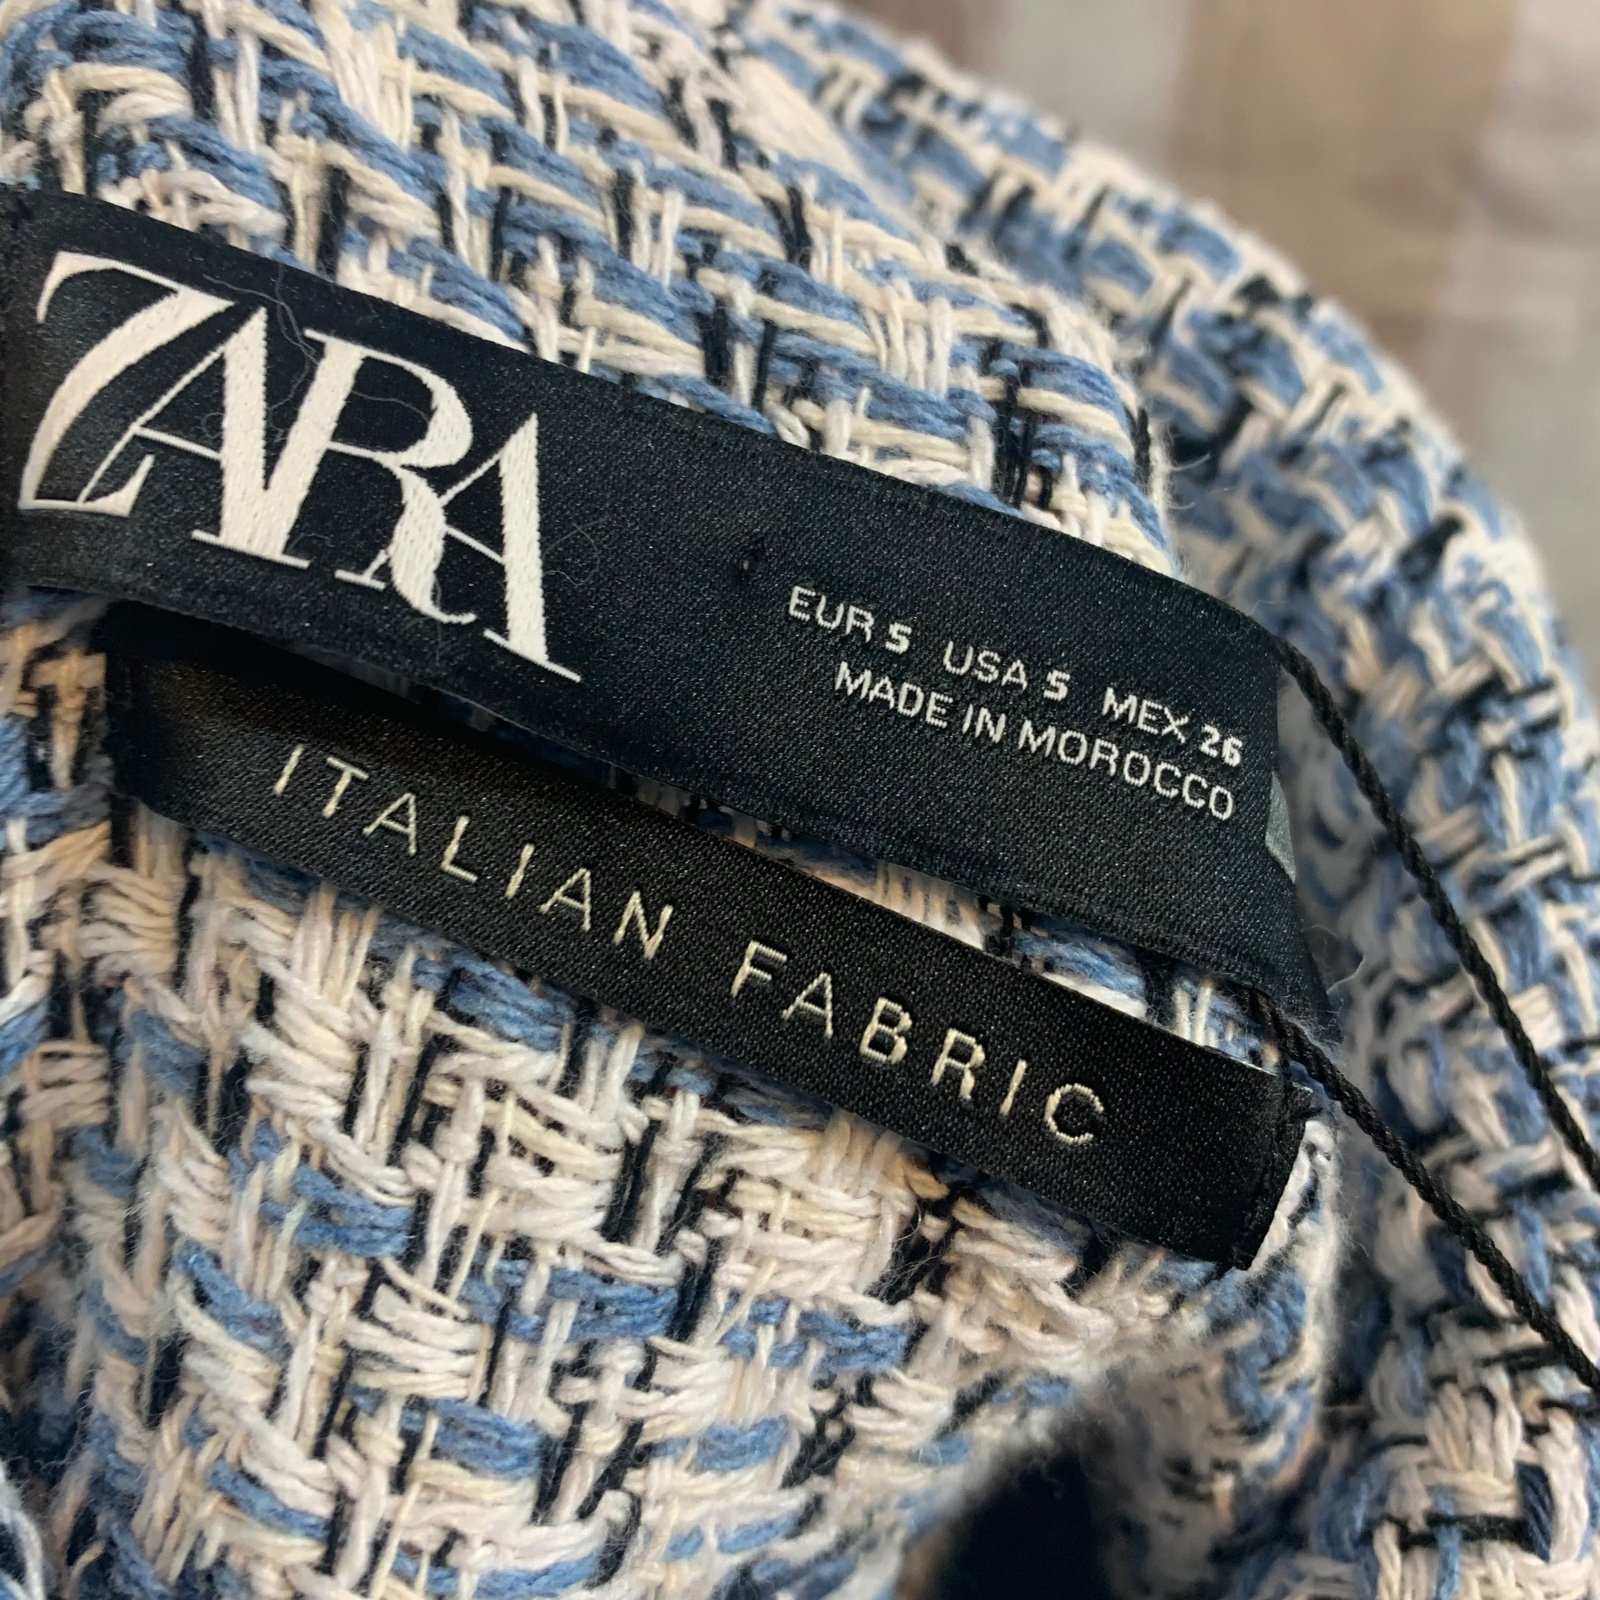 ZARA
EUR S USA S MEX 26
MADE IN MOROCCO
ITALIAN FABRIC